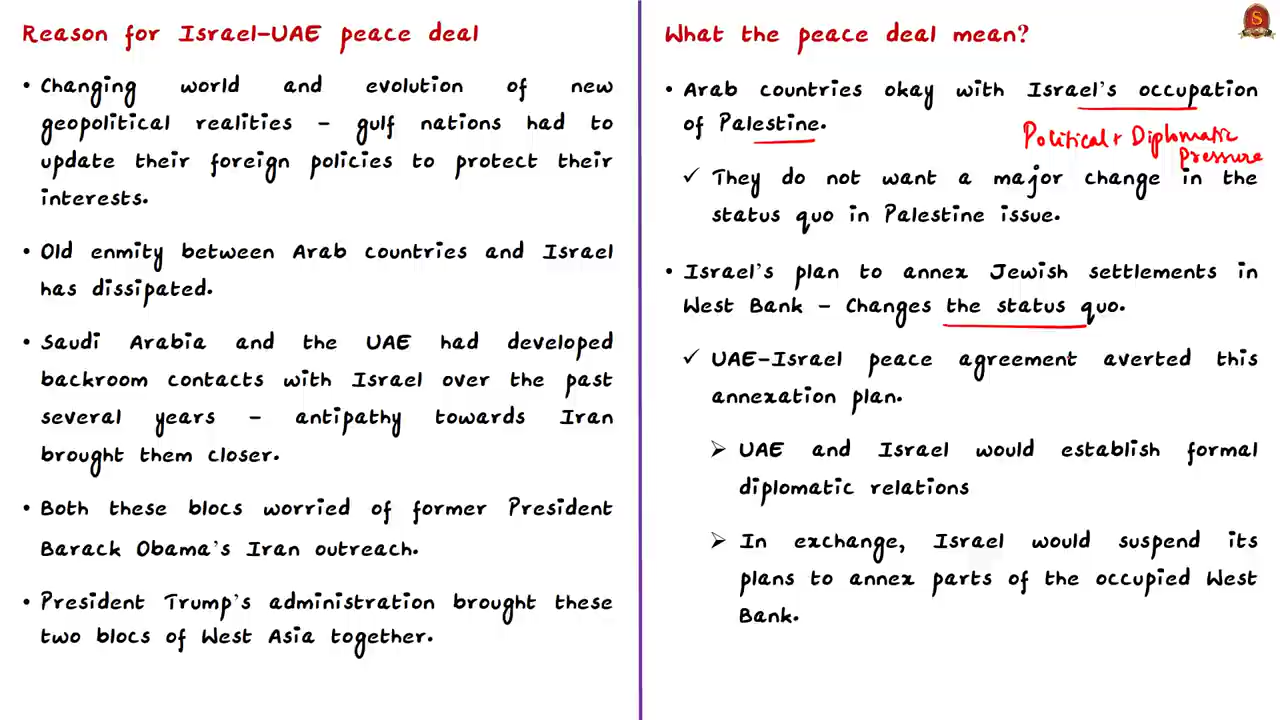 Reason for Israel-UAE peace deal
• Changing world and evolution of new
geopolitical realities – gulf nations had to
update their foreign policies to protect their
interests.
• Old enmity between Arab countries and Israel
has dissipated.
• Saudi Arabia and the UAE had developed
backroom contacts with Israel over the past
several years – antipathy towards Iran
brought them closer.
• Both these blocs worried of former President
Barack Obama's Iran outreach.
• President Trump's administration brought these
two blocs of West Asia together.
What the peace deal mean?
• Arab countries okay with Israel's occupation
of Palestine.
Political + Diplomatic
Pressure
✓ They do not want a major change in the
status quo in Palestine issue.
• Israel's plan to annex Jewish settlements in
West Bank – Changes the status quo.
✓ UAE-Israel peace agreement averted this
annexation plan.
➢ UAE and Israel would establish formal
diplomatic relations
➢ In exchange, Israel would suspend its
plans to annex parts of the occupied West
Bank.